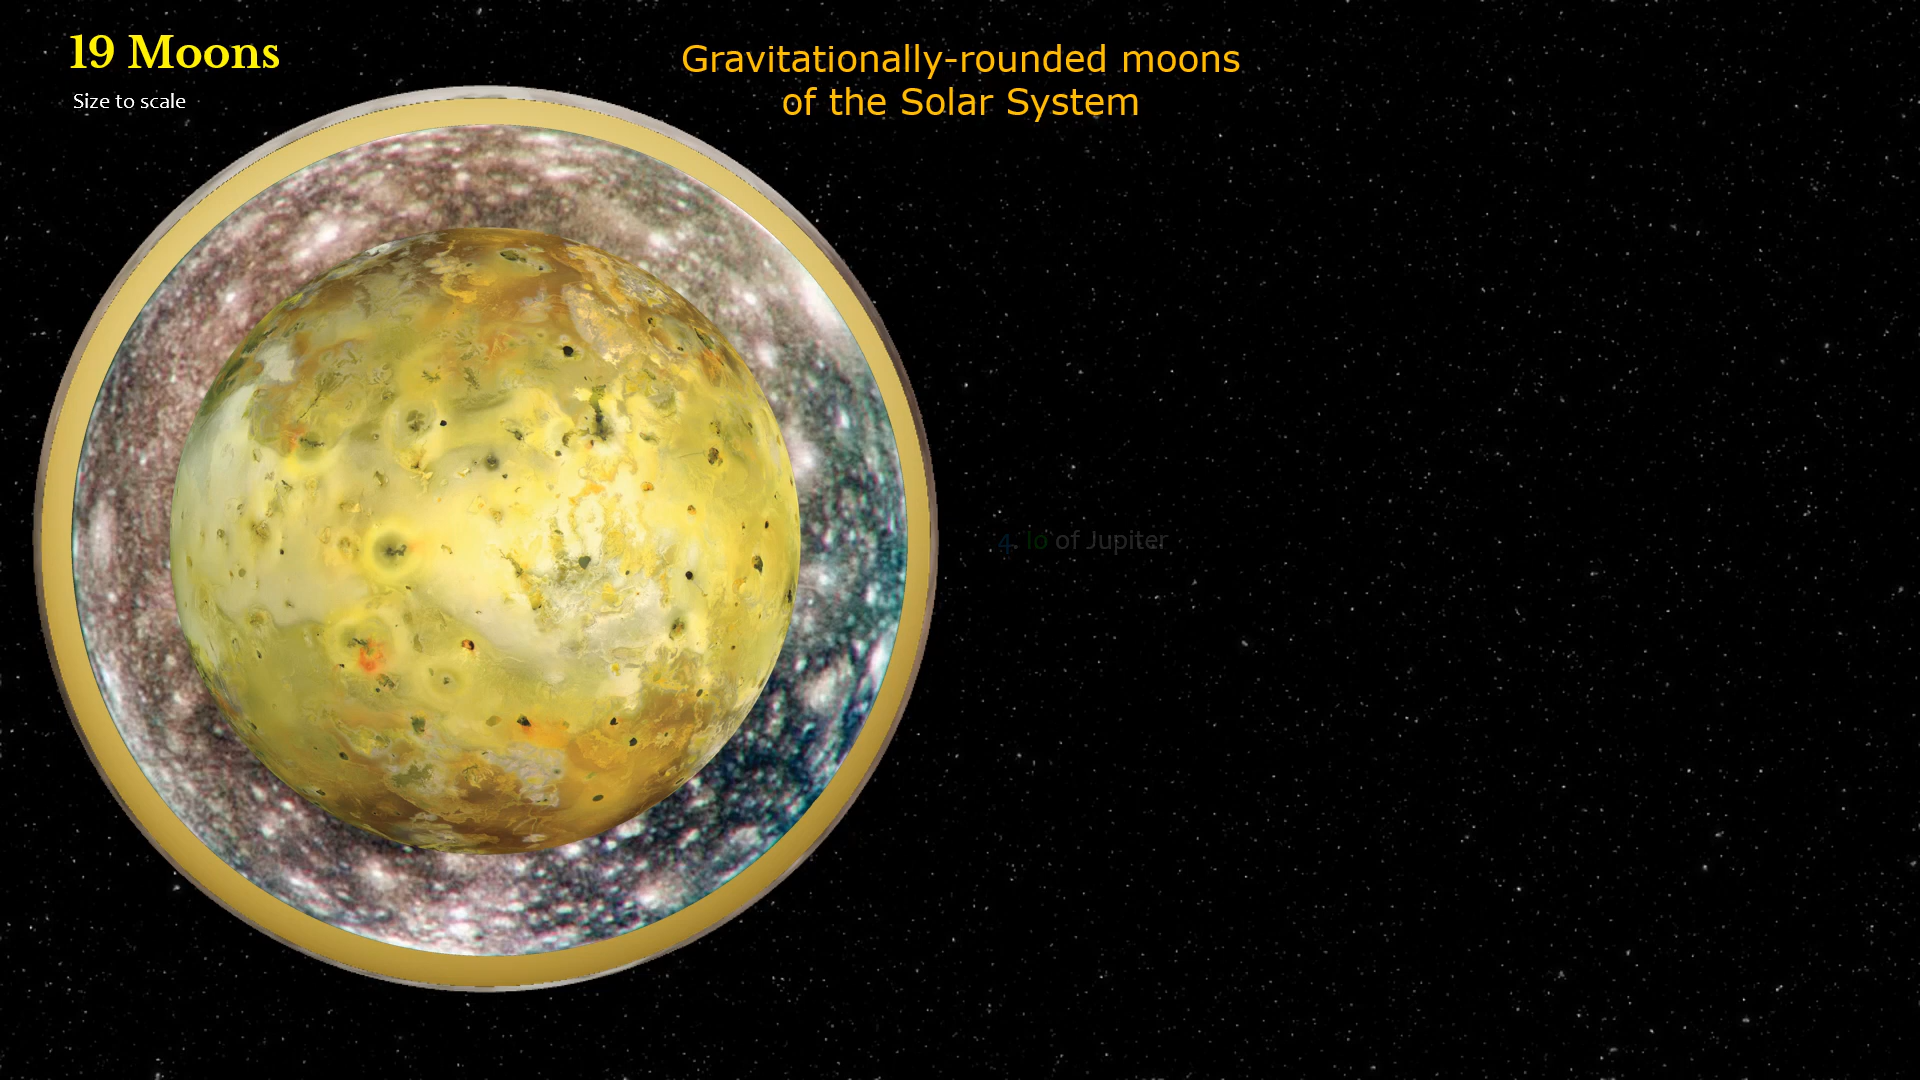 19 Moons
Size to scale
Gravitationally-rounded moons
of the Solar System
4. Io of Jupiter